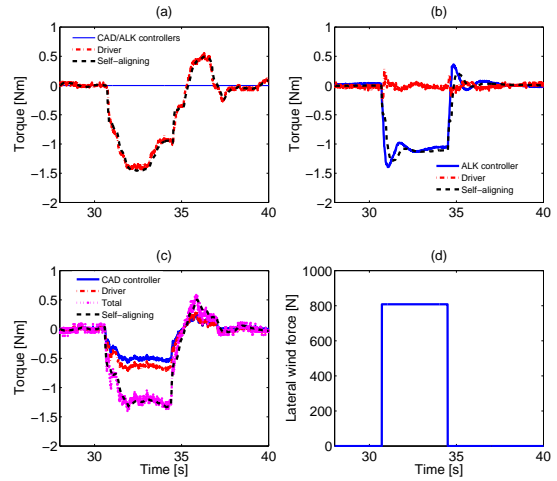 (a)
Torque [Nm]
1
0.5
0
−0.5
−1
−1.5
−2
30
35
40
CAD/ALK controllers
Driver
Self−aligning
(b)
Torque [Nm]
1
0.5
0
−0.5
−1
−1.5
−2
30
35
40
ALK controller
Driver
Self−aligning
(c)
Torque [Nm]
1
0.5
0
−0.5
−1
−1.5
−2
30
35
40
Time [s]
CAD controller
Driver
Total
Self−aligning
(d)
Lateral wind force [N]
1000
800
600
400
200
0
30
35
40
Time [s]